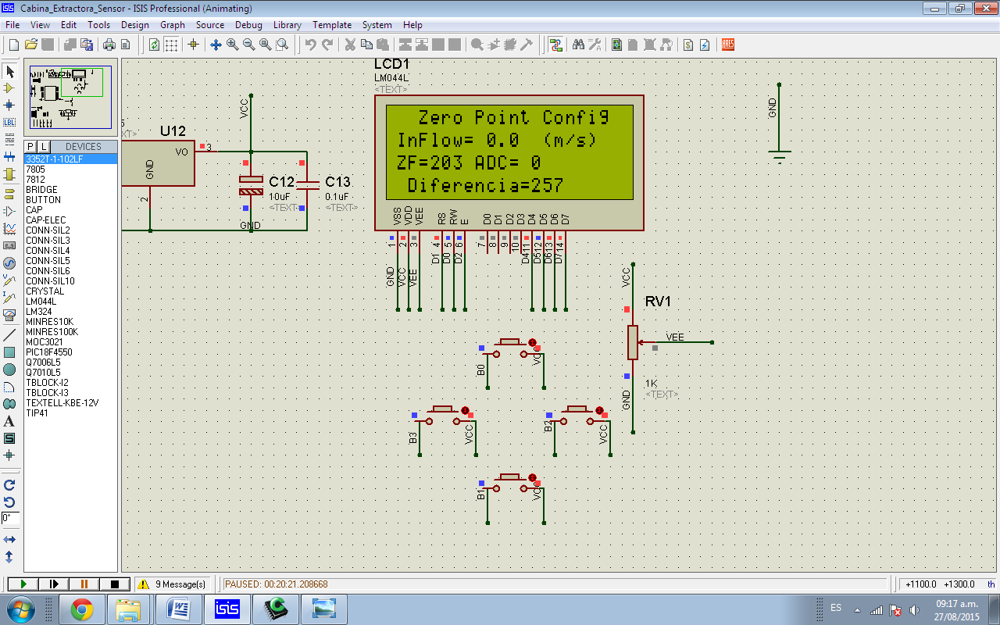 Cabina_Extractora_Sensor - ISIS Professional (Animating)
File View Edit Tools Design Graph Source Debug Library Template System Help
LBL
P L DEVICES
3352T-1-102LF
7805
7812
BRIDGE
BUTTON
CAP
CAP-ELEC
CONN-SIL2
CONN-SIL3
CONN-SIL4
CONN-SIL5
CONN-SIL6
CONN-SIL10
CRYSTAL
LM044L
LM324
MINRES10K
MINRES100K
MOC3021
PIC18F4550
Q7006L5
Q7010L5
TBLOCK-I2
TBLOCK-I3
TEXTELL-KBE-12V
TIP41
0°
U12
VO
3
GND
2
VCC
C12
10uF
<TEXT>
C13
0.1uF
<TEXT>
GND
LCD1
LM044L
<TEXT>
Zero Point Config
InFlow= 0.0 (m/s)
ZF=203 ADC= 0
Diferencia=257
VSS VDD VEE RS RW E D0 D1 D2 D3 D4 D5 D6 D7
1 2 3 4 5 6 7 8 9 10 11 12 13 14
GND VCC VEE D1 D0 D2 D4 D5 D6 D7
GND
VCC
RV1
VEE
1K
<TEXT>
GND
B0 VCC
B3 VCC
B2 VCC
B1 VCC
9 Message(s)
PAUSED: 00:20:21.208668
+1100.0 +1300.0 th
isis
ES
09:17 a.m.
27/08/2015